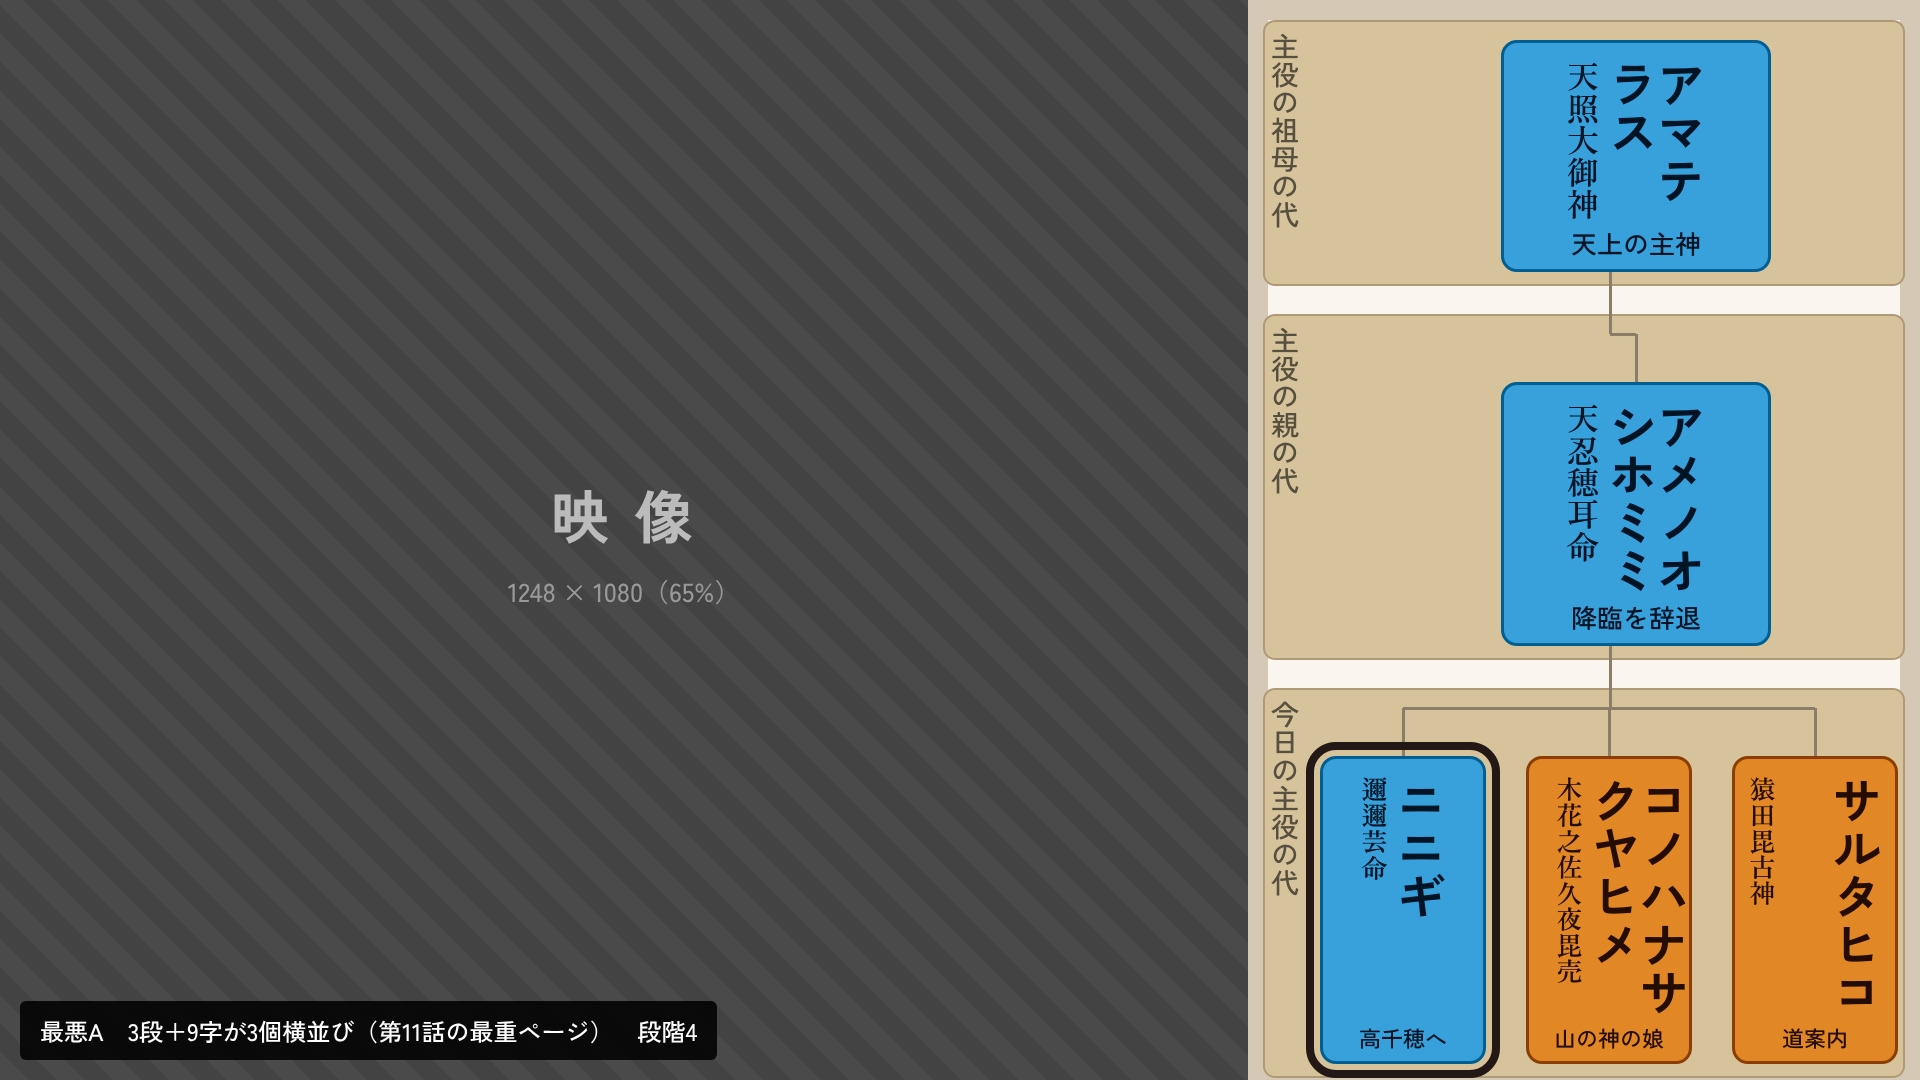 映像
1248 × 1080（65%）
最悪A　3段＋9字が3個横並び（第11話の最重ページ）　段階4
主役の祖母の代
アマテ
ラス
天照大御神
天上の主神
主役の親の代
アメノオ
シホミミ
天忍穂耳命
降臨を辞退
今日の主役の代
ニニギ
邇邇芸命
高千穂へ
コノハナサ
クヤヒメ
木花之佐久夜毘売
山の神の娘
サルタヒコ
猿田毘古神
道案内